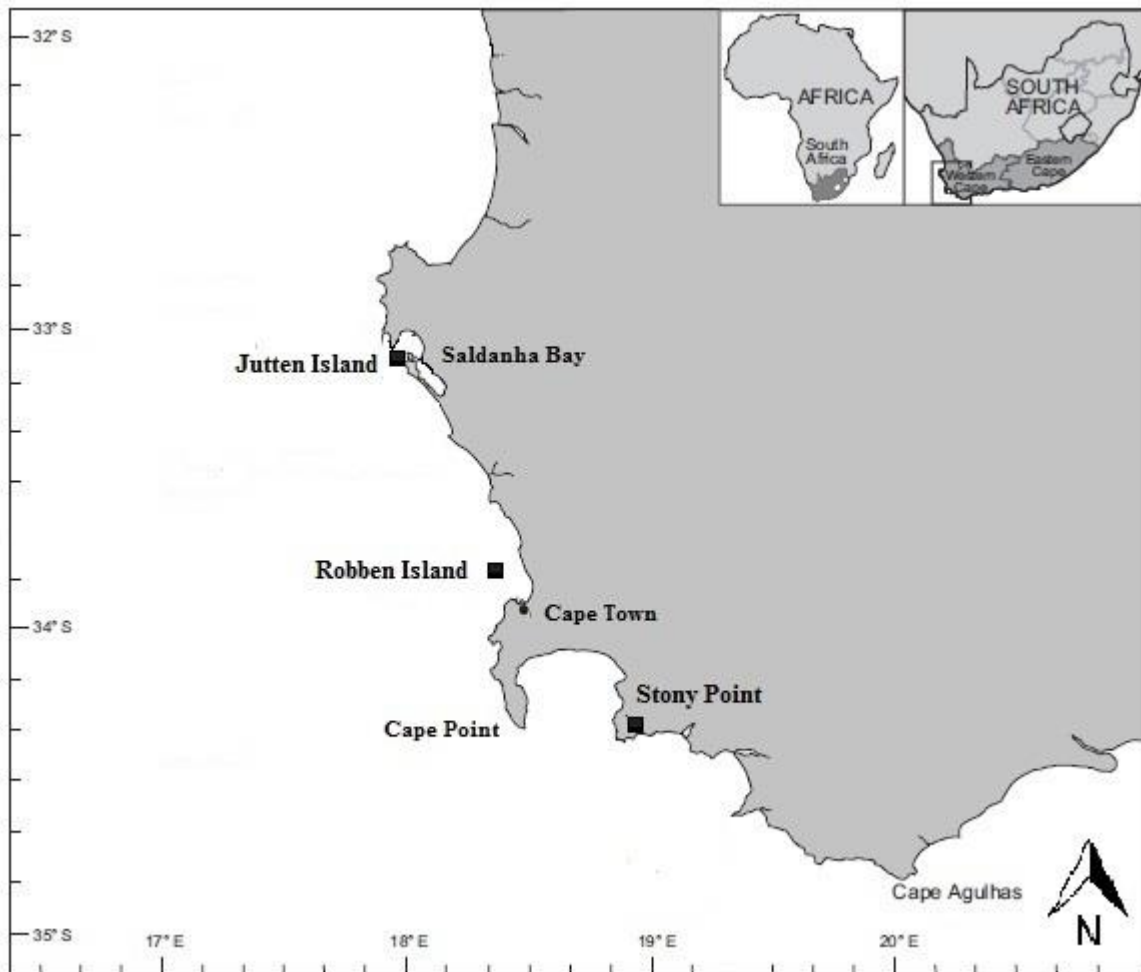 32° S
AFRICA
South
Africa
SOUTH
AFRICA
Western
Cape
Eastern
Cape
33° S
Jutten Island
Saldanha Bay
Robben Island
Cape Town
34° S
Stony Point
Cape Point
Cape Agulhas
N
35° S
17° E
18° E
19° E
20° E